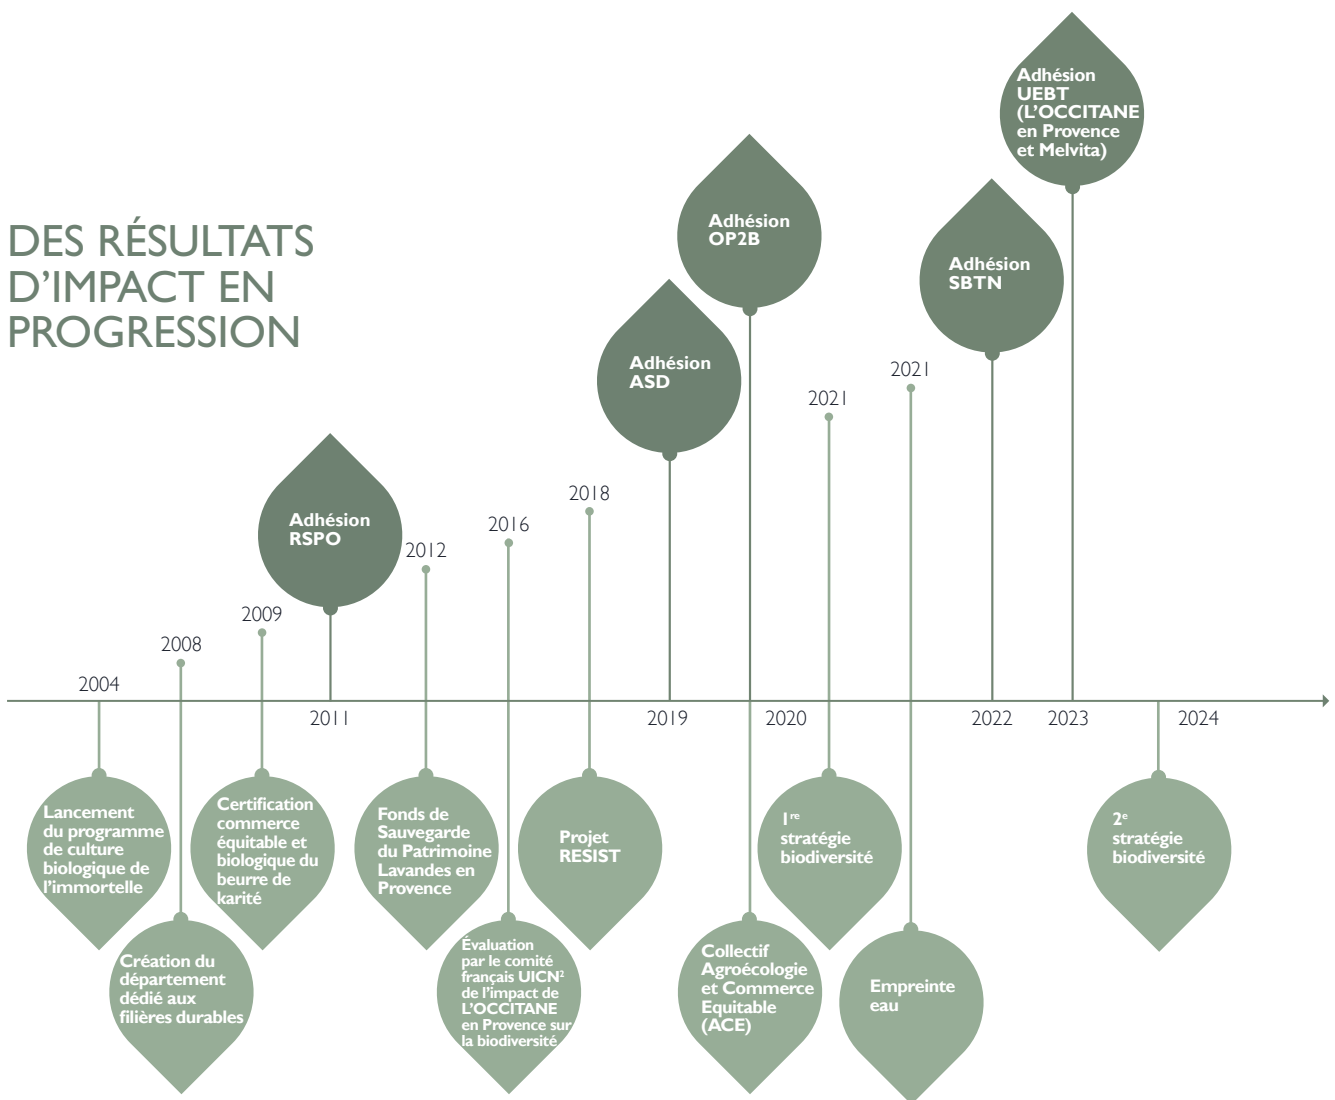 DES RÉSULTATS
D'IMPACT EN
PROGRESSION
2004
Lancement
du programme
de culture
biologique de
l'immortelle
2008
Création du
département
dédié aux
filières durables
2009
Certification
commerce
équitable et
biologique du
beurre de
karité
Adhésion
RSPO
2011
2012
Fonds de
Sauvegarde
du Patrimoine
Lavandes en
Provence
2016
Évaluation
par le comité
français UICN²
de l'impact de
L'OCCITANE
en Provence sur
la biodiversité
2018
Projet
RESIST
Adhésion
ASD
2019
Adhésion
OP2B
2020
Collectif
Agroécologie
et Commerce
Equitable
(ACE)
2021
1re
stratégie
biodiversité
2021
Empreinte
eau
Adhésion
SBTN
2022
Adhésion
UEBT
(L'OCCITANE
en Provence
et Melvita)
2023
2024
2e
stratégie
biodiversité